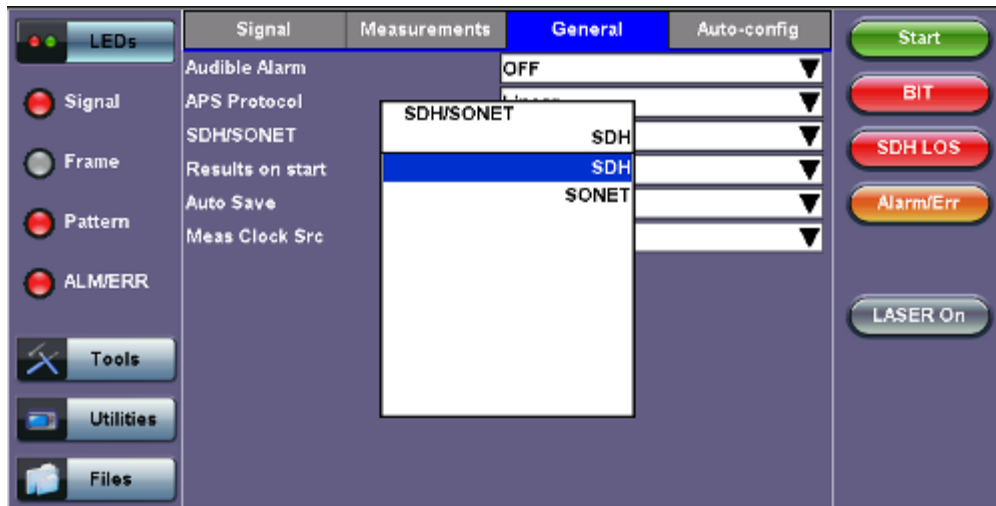 LEDs
Signal
Frame
Pattern
ALM/ERR
Tools
Utilities
Files
Signal Measurements General Auto-config
Audible Alarm OFF
APS Protocol
SDH/SONET
Results on start
Auto Save
Meas Clock Src
SDH/SONET
SDH
SDH
SONET
Start
BIT
SDH LOS
Alarm/Err
LASER On